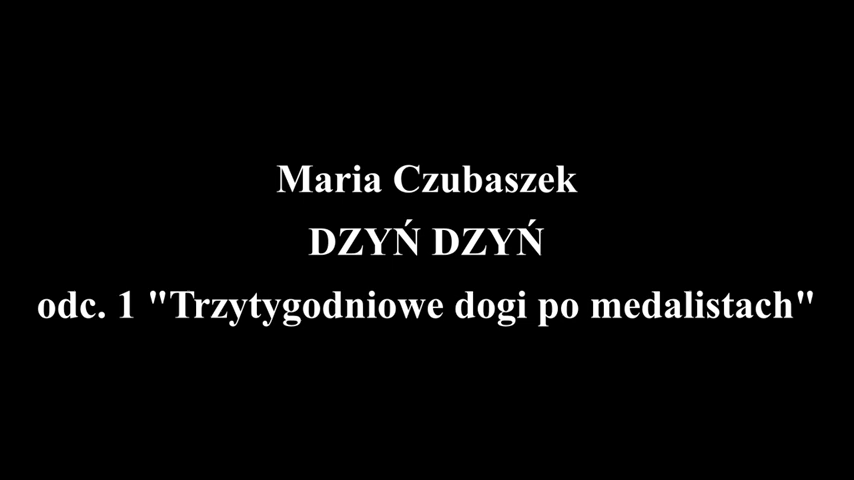 Maria Czubaszek
DZYŃ DZYŃ
odc. 1 "Trzytygodniowe dogi po medalistach"